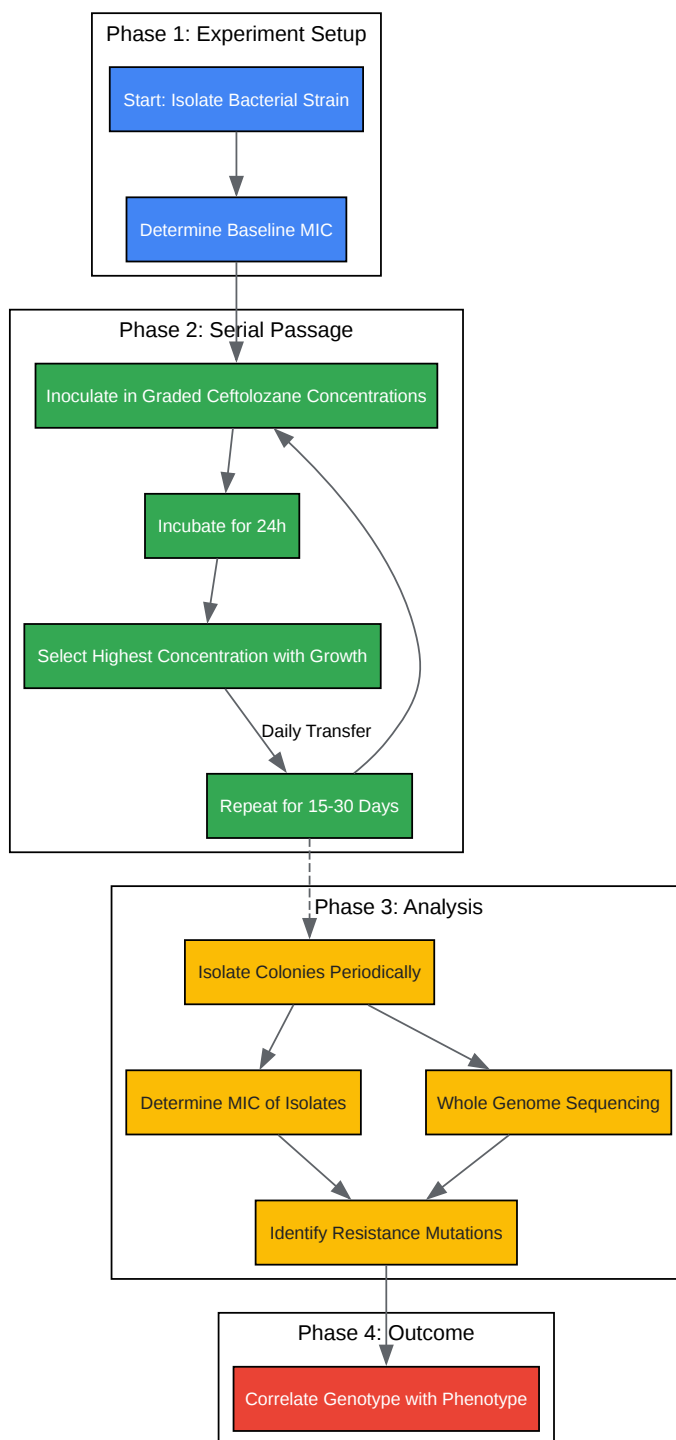 Phase 1: Experiment Setup
Start: Isolate Bacterial Strain
Determine Baseline MIC
Phase 2: Serial Passage
Inoculate in Graded Ceftolozane Concentrations
Incubate for 24h
Select Highest Concentration with Growth
Daily Transfer
Repeat for 15-30 Days
Phase 3: Analysis
Isolate Colonies Periodically
Determine MIC of Isolates
Whole Genome Sequencing
Identify Resistance Mutations
Phase 4: Outcome
Correlate Genotype with Phenotype